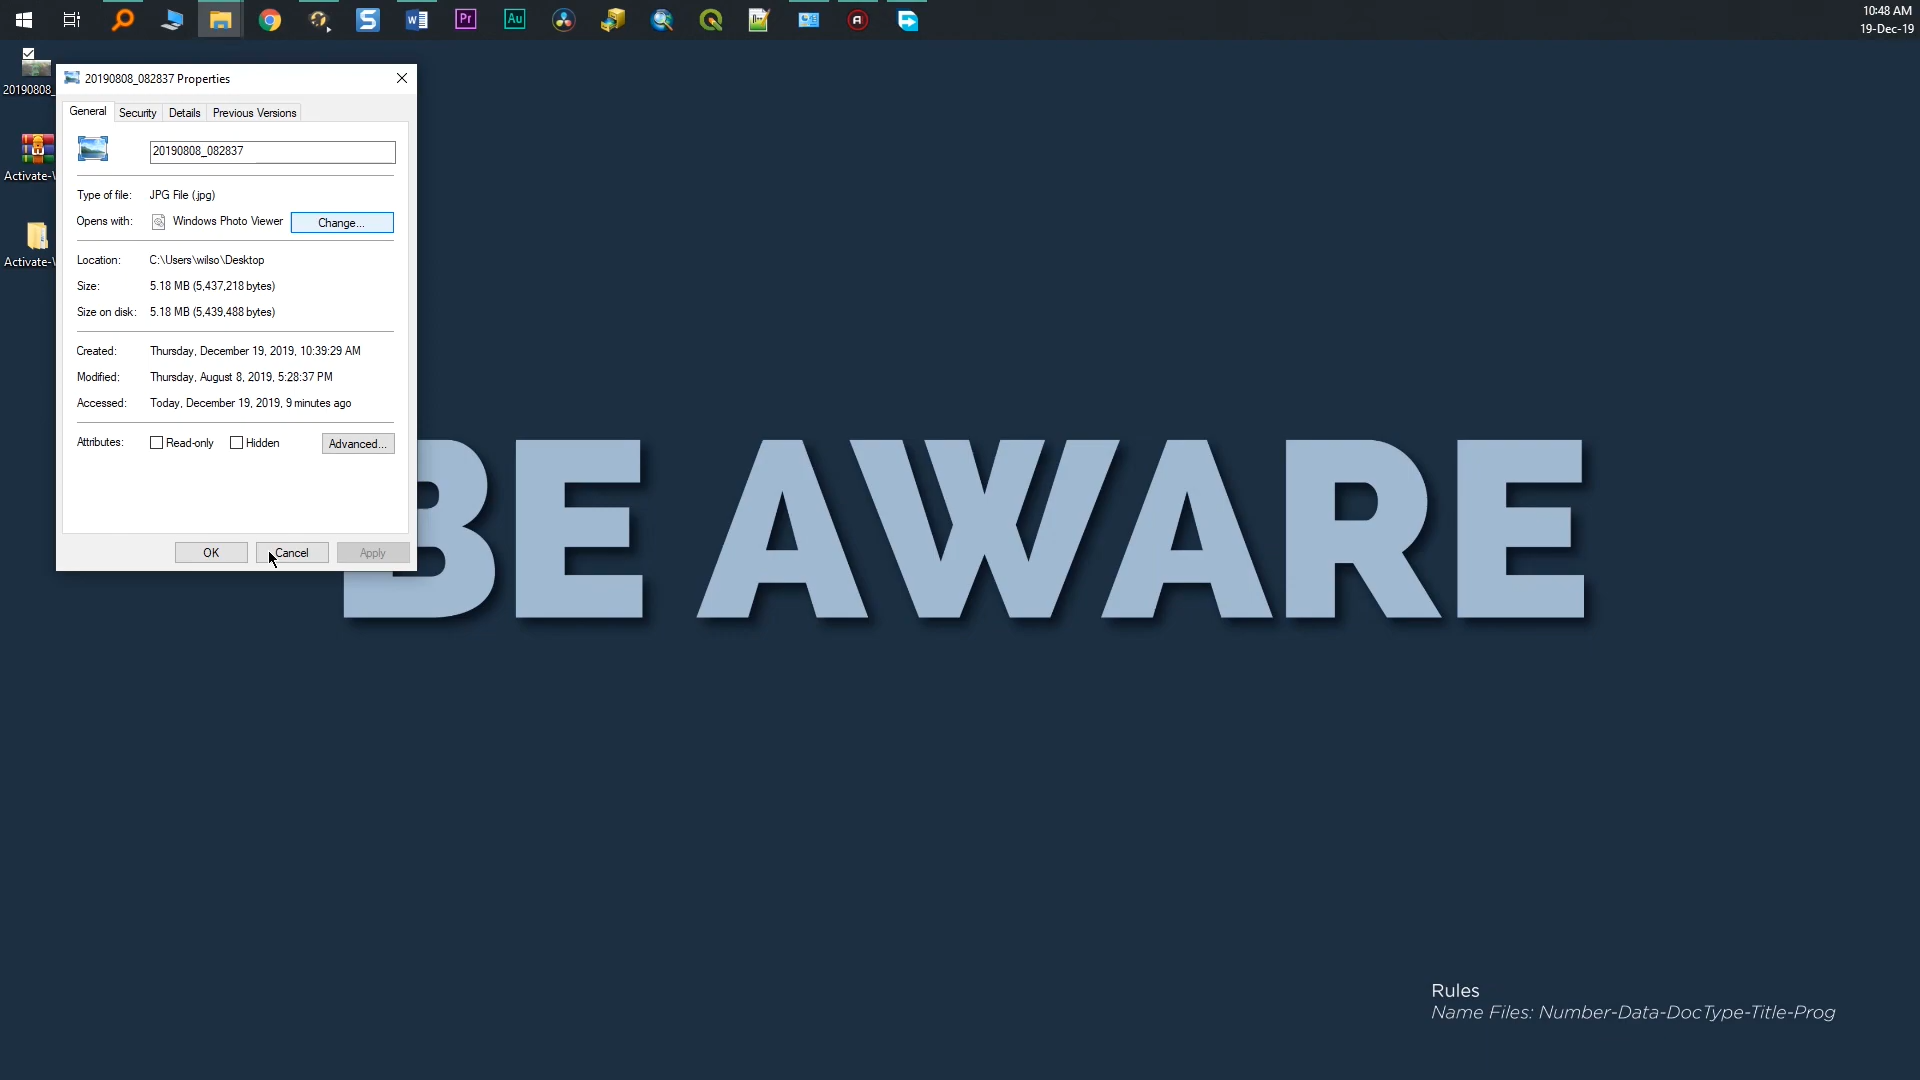 10:48 AM
19-Dec-19
Pr
Au
S
20190808_
Activate-W
Activate-W
20190808_082837 Properties
General Security Details Previous Versions
20190808_082837
Type of file: JPG File (.jpg)
Opens with: Windows Photo Viewer Change...
Location: C:\Users\wilso\Desktop
Size: 5.18 MB (5,437,218 bytes)
Size on disk: 5.18 MB (5,439,488 bytes)
Created: Thursday, December 19, 2019, 10:39:29 AM
Modified: Thursday, August 8, 2019, 5:28:37 PM
Accessed: Today, December 19, 2019, 9 minutes ago
Attributes: Read-only Hidden Advanced...
OK Cancel Apply
BE AWARE
Rules
Name Files: Number-Data-DocType-Title-Prog